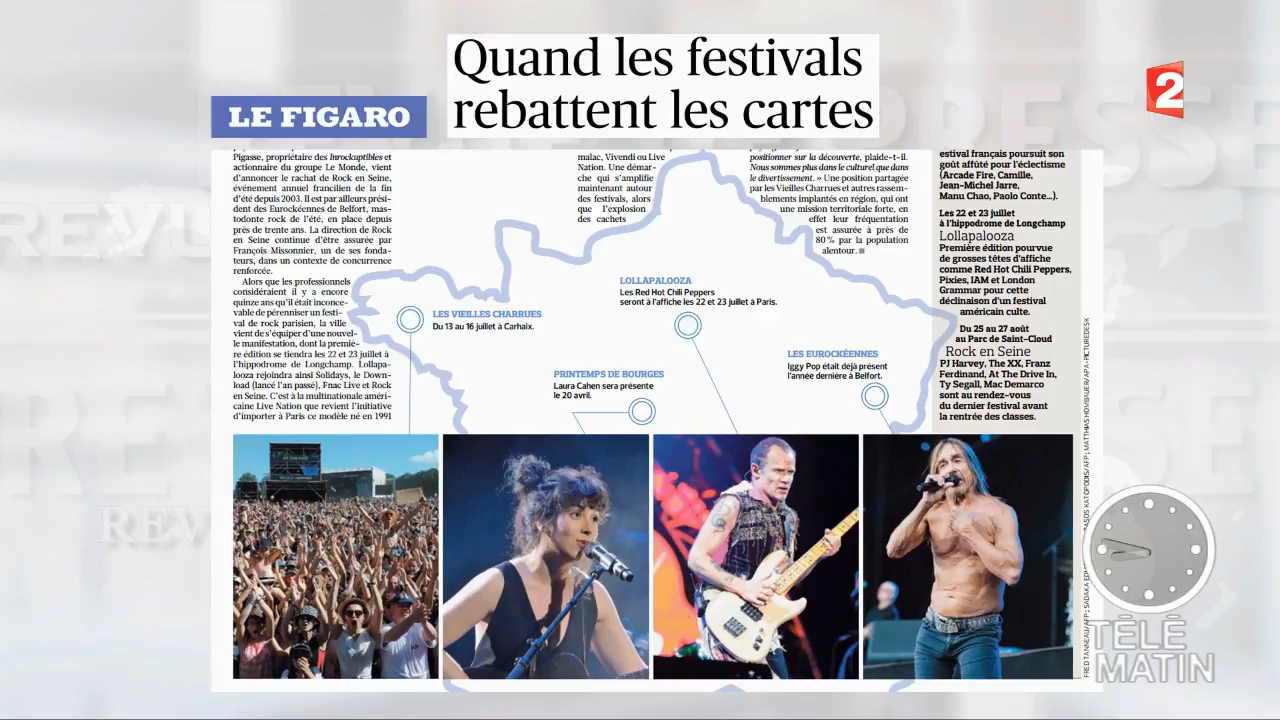 Quand les festivals
rebattent les cartes
LE FIGARO
2
Pigasse, propriétaire des Inrockuptibles et
actionnaire du groupe Le Monde, vient
d'annoncer le rachat de Rock en Seine,
événement annuel francilien de la fin
d'été depuis 2003. Il est par ailleurs prési-
dent des Eurockéennes de Belfort, mas-
todonte rock de l'été, en place depuis
près de trente ans. La direction de Rock
en Seine continue d'être assurée par
François Missonnier, un de ses fonda-
teurs, dans un contexte de concurrence
renforcée.
Alors que les professionnels
considéraient il y a encore
quinze ans qu'il était inconce-
vable de pérenniser un festi-
val de rock parisien, la ville
vient de s'équiper d'une nouvel-
le manifestation, dont la premiè-
re édition se tiendra les 22 et 23 juillet à
l'hippodrome de Longchamp. Lollapa-
looza rejoindra ainsi Solidays, le Down-
load (lancé l'an passé), Fnac Live et Rock
en Seine. C'est à la multinationale améri-
caine Live Nation que revient l'initiative
d'importer à Paris ce modèle né en 1991
malac, Vivendi ou Live
Nation. Une démar-
che qui s'amplifie
maintenant autour
des festivals, alors
que l'explosion
des cachets
positionner sur la découverte, plaide-t-il.
Nous sommes plus dans le culturel que dans
le divertissement. » Une position partagée
par les Vieilles Charrues et autres rassem-
blements implantés en région, qui ont
une mission territoriale forte, en
effet leur fréquentation
est assurée à près de
80 % par la population
alentour.
estival français poursuit son
goût affûté pour l'éclectisme
(Arcade Fire, Camille,
Jean-Michel Jarre,
Manu Chao, Paolo Conte...).
Les 22 et 23 juillet
à l'hippodrome de Longchamp
Lollapalooza
Première édition pourvue
de grosses têtes d'affiche
comme Red Hot Chili Peppers,
Pixies, IAM et London
Grammar pour cette
déclinaison d'un festival
américain culte.
Du 25 au 27 août
au Parc de Saint-Cloud
Rock en Seine
PJ Harvey, The XX, Franz
Ferdinand, At The Drive In,
Ty Segall, Mac Demarco
sont au rendez-vous
du dernier festival avant
la rentrée des classes.
LOLLAPALOOZA
Les Red Hot Chili Peppers
seront à l'affiche les 22 et 23 juillet à Paris.
LES VIEILLES CHARRUES
Du 13 au 16 juillet à Carhaix.
LES EUROCKÉENNES
Iggy Pop était déjà présent
l'année dernière à Belfort.
PRINTEMPS DE BOURGES
Laura Cahen sera présente
le 20 avril.
TÉLÉ
MATIN